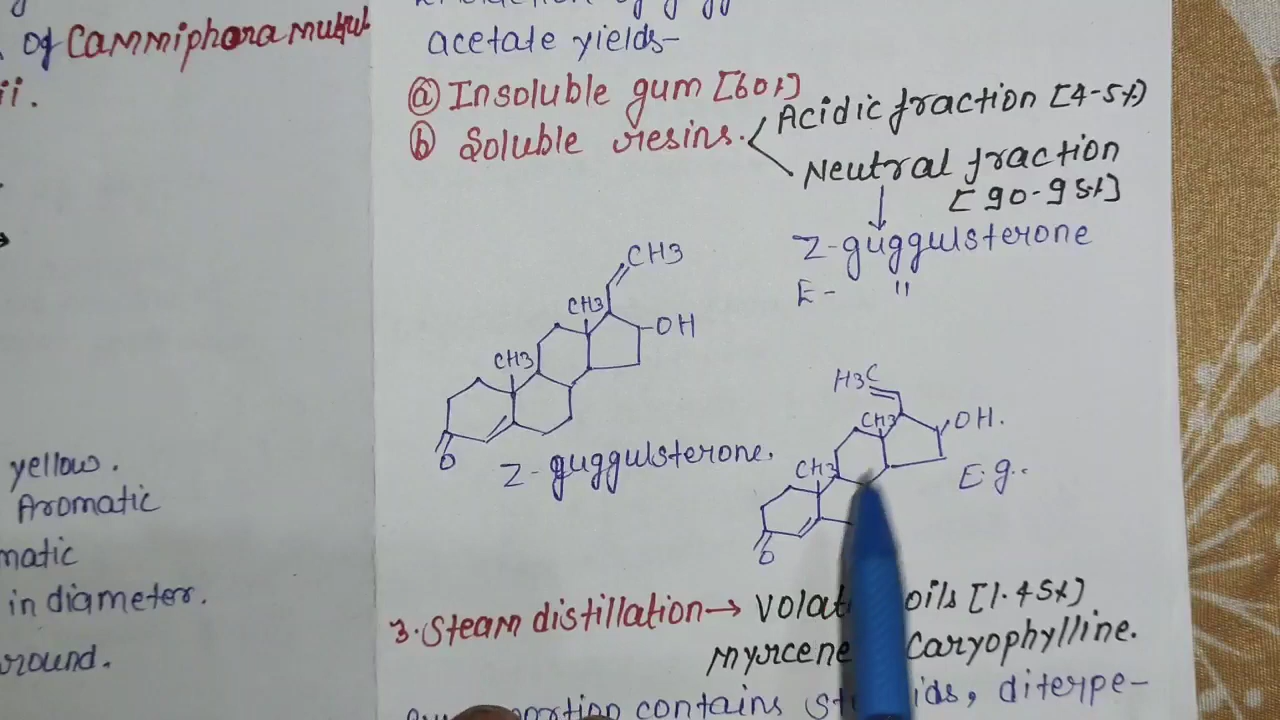 of Cammiphora mukul
ii.
yellow.
Aromatic
matic
in diameter.
round.
acetate yields-
ⓐ Insoluble gum [60%]
ⓑ Soluble resins.
Acidic fraction [4-5%]
Neutral fraction
[90-95%]
Z-guggulsterone
E- "
CH3
CH3
OH
CH3
O
Z-guggulsterone.
H3C
CH3
OH.
CH3
O
E.g..
3. Steam distillation → Volat oils [1.45%]
Myrcene Caryophylline.
contains ids, diterpe-